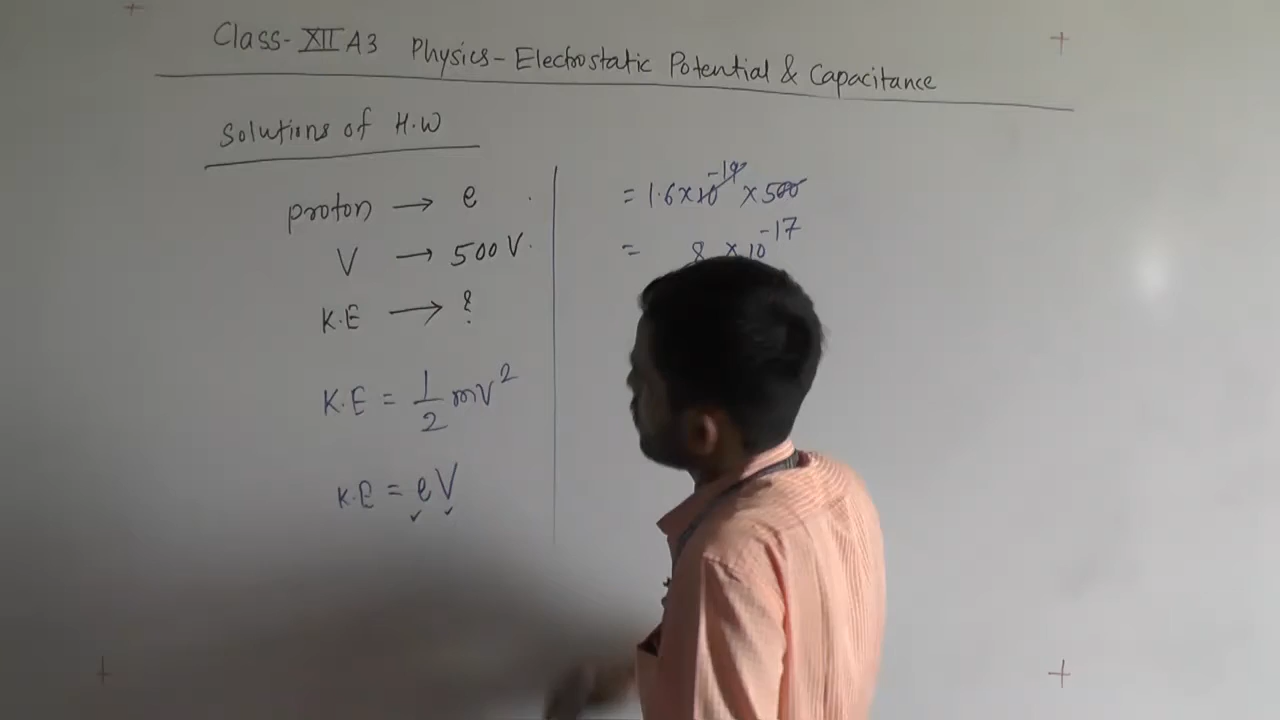 Class-XII A3 Physics-Electrostatic Potential & Capacitance
Solutions of H.W
proton → e
V → 500 V.
K.E → ?
K.E = 1/2 mv²
K.E = eV
= 1.6×10⁻¹⁹ × 500
= 8 × 10⁻¹⁷